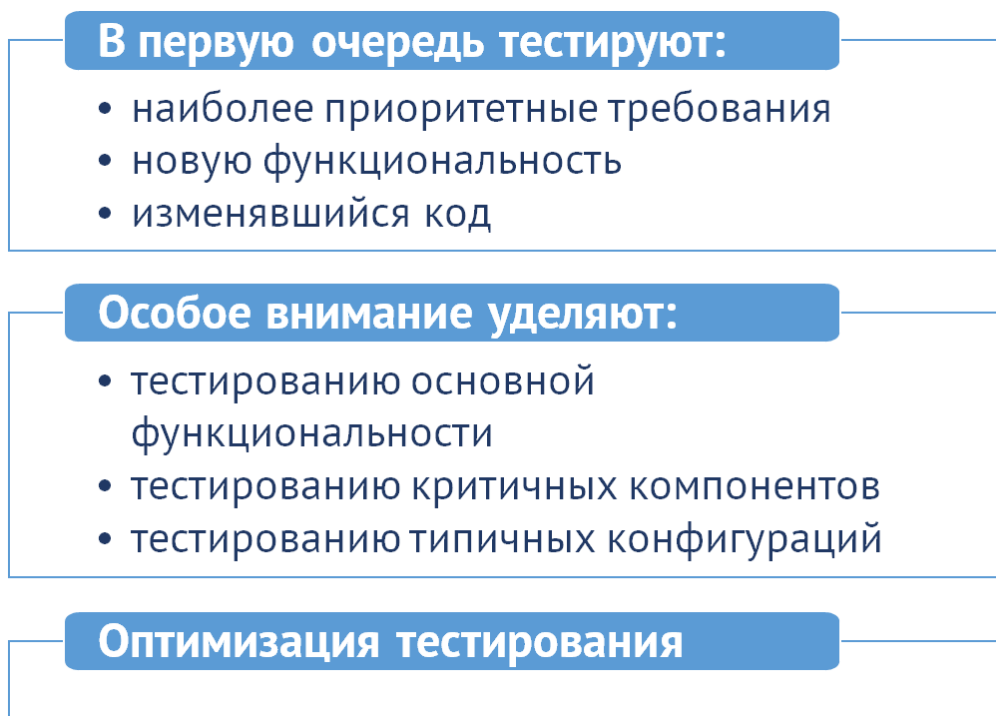 В первую очередь тестируют:
• наиболее приоритетные требования
• новую функциональность
• изменявшийся код
Особое внимание уделяют:
• тестированию основной
функциональности
• тестированию критичных компонентов
• тестированию типичных конфигураций
Оптимизация тестирования